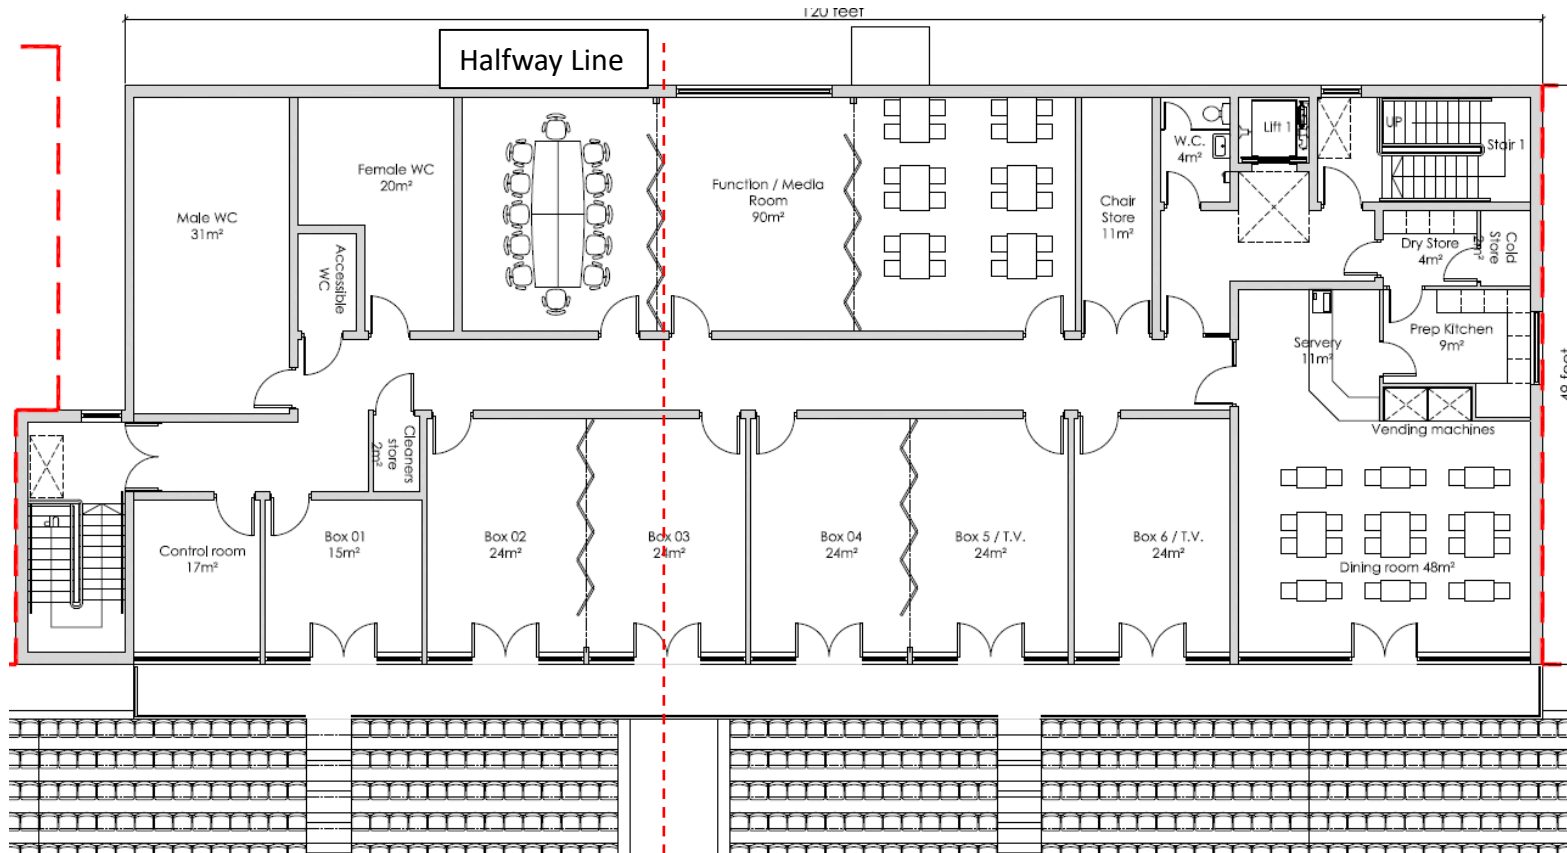 120 feet
Halfway Line
Male WC
31m²
Female WC
20m²
Accessible
WC
Function / Media
Room
90m²
Chair
Store
11m²
W.C.
4m²
Lift 1
UP
Stair 1
Dry Store
4m²
Cold
Store
2m²
Prep Kitchen
9m²
Servery
11m²
48 feet
Vending machines
Cleaners
store
2m²
Control room
17m²
Box 01
15m²
Box 02
24m²
Box 03
24m²
Box 04
24m²
Box 5 / T.V.
24m²
Box 6 / T.V.
24m²
Dining room 48m²